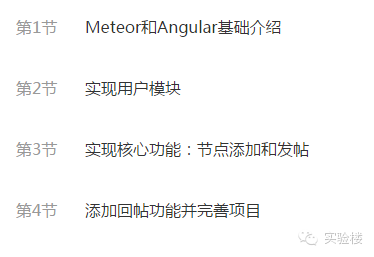 第1节 Meteor和Angular基础介绍
第2节 实现用户模块
第3节 实现核心功能：节点添加和发帖
第4节 添加回帖功能并完善项目
实验楼